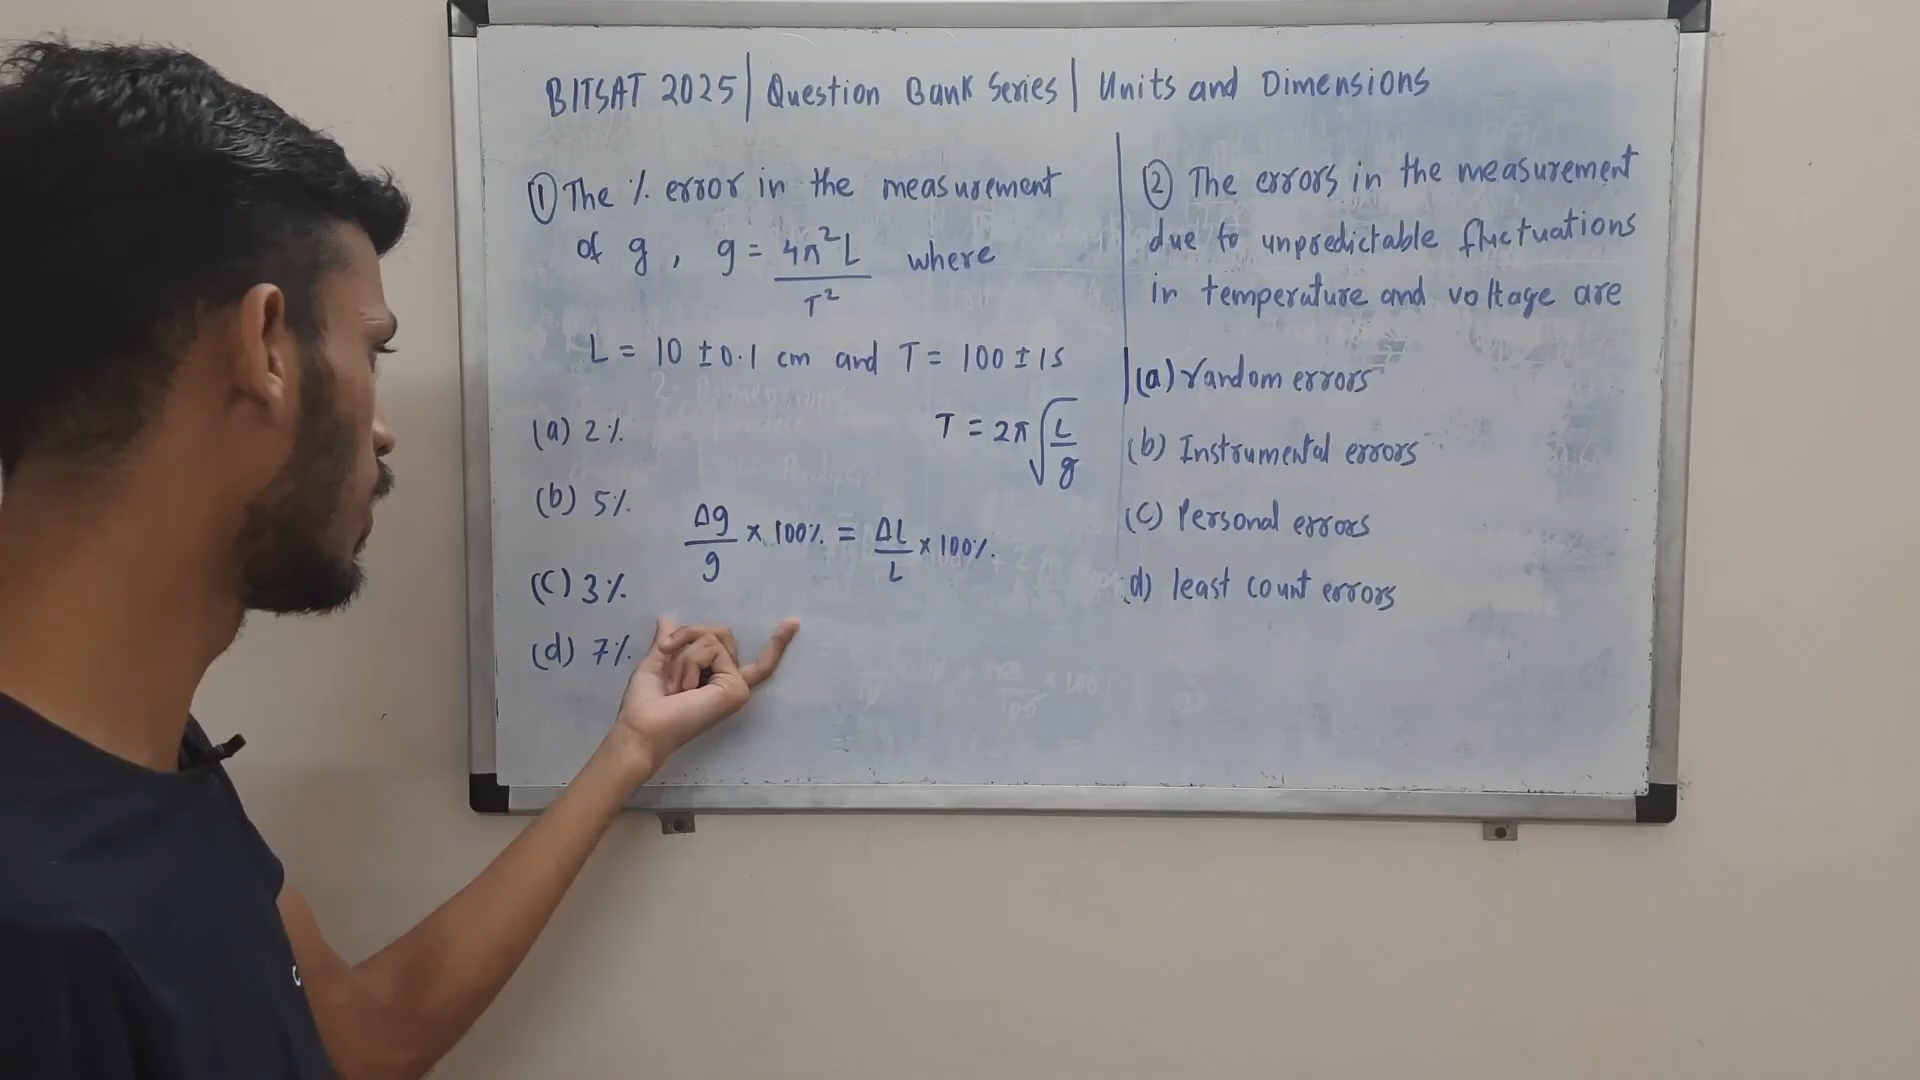 BITSAT 2025 | Question Bank Series | Units and Dimensions
① The % error in the measurement
of g, g = 4π²L / T² where
L = 10 ± 0.1 cm and T = 100 ± 1s
(a) 2%
T = 2π√(L/g)
(b) 5%
Δg/g × 100% = ΔL/L × 100%
(c) 3%
(d) 7%
② The errors in the measurement
due to unpredictable fluctuations
in temperature and voltage are
(a) random errors
(b) Instrumental errors
(c) Personal errors
d) least count errors